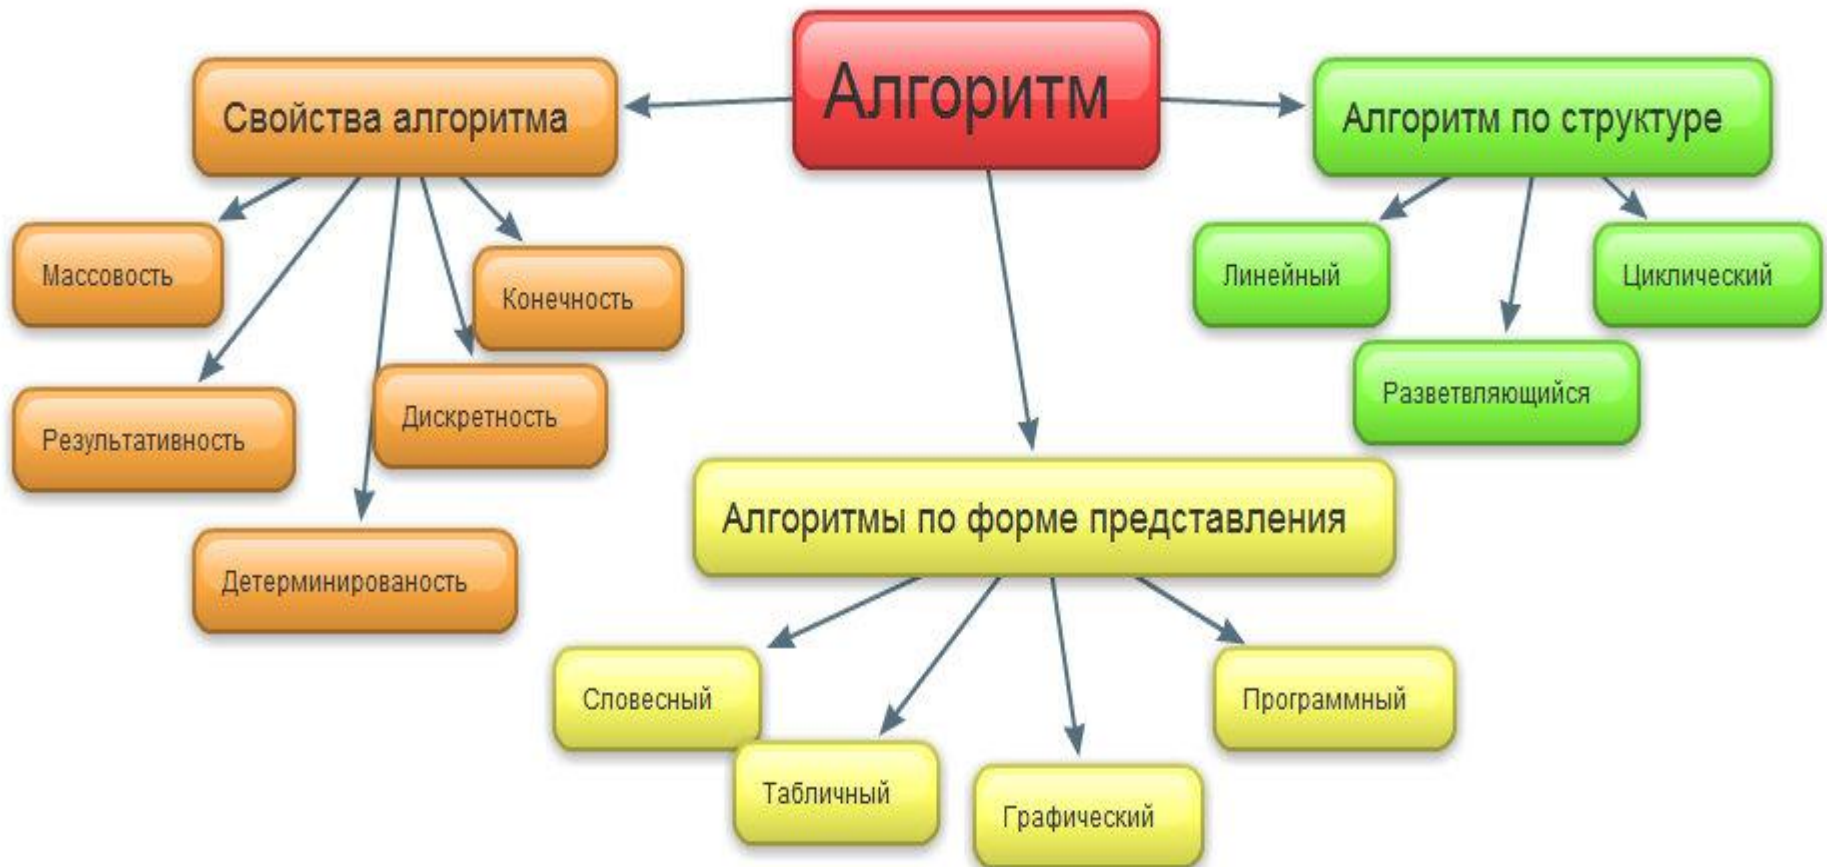 Алгоритм
Свойства алгоритма
Массовость
Результативность
Детерминированость
Дискретность
Конечность
Алгоритм по структуре
Линейный
Разветвляющийся
Циклический
Алгоритмы по форме представления
Словесный
Табличный
Графический
Программный